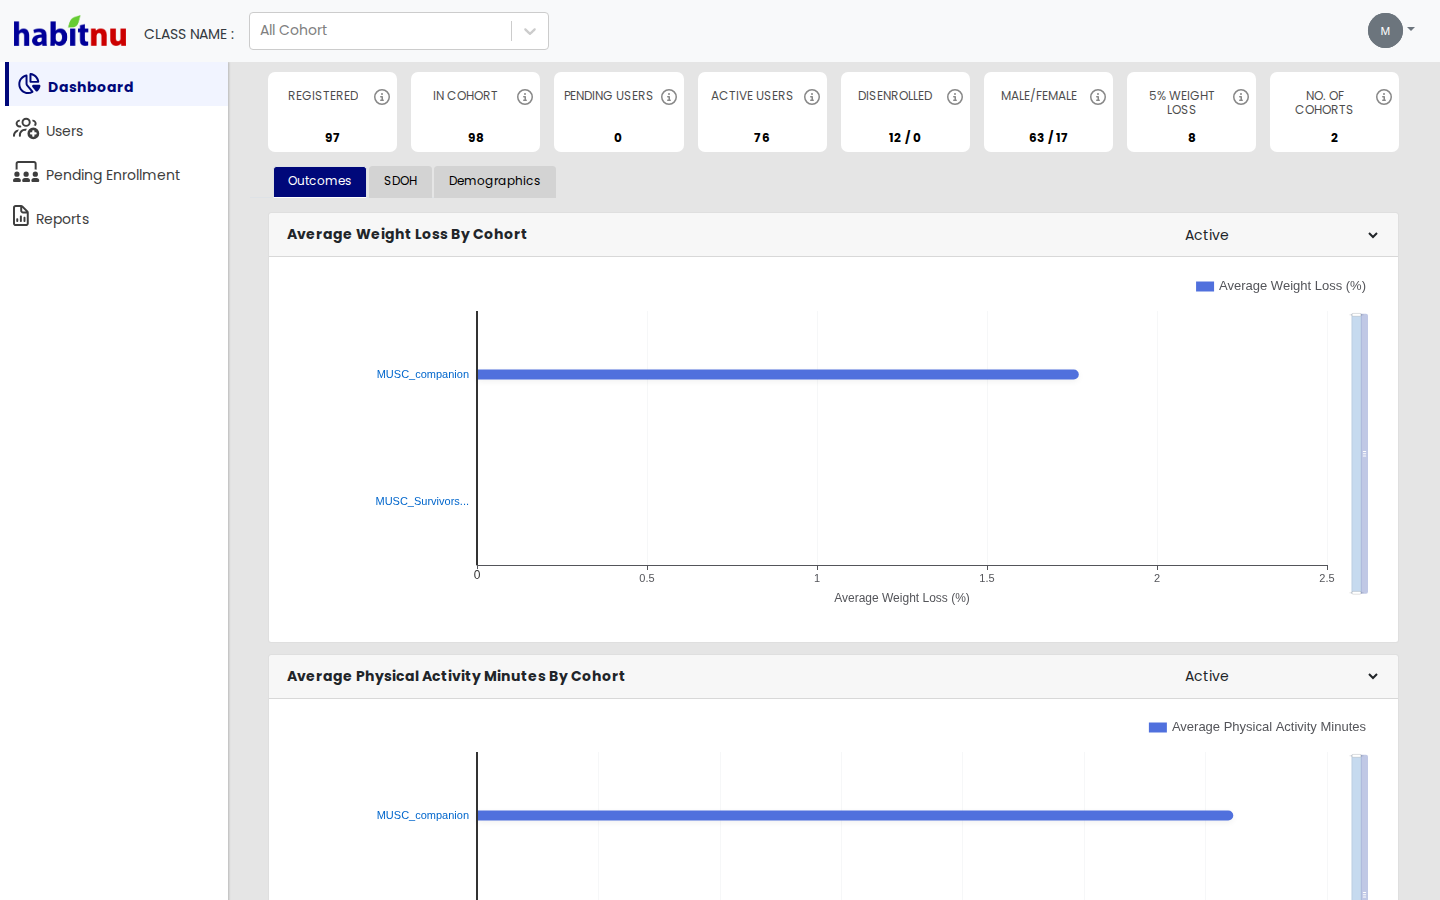 habitnu CLASS NAME : All Cohort M
Dashboard
Users
Pending Enrollment
Reports
REGISTERED
97
IN COHORT
98
PENDING USERS
0
ACTIVE USERS
76
DISENROLLED
12 / 0
MALE/FEMALE
63 / 17
5% WEIGHT
LOSS
8
NO. OF
COHORTS
2
Outcomes SDOH Demographics
Average Weight Loss By Cohort Active
Average Weight Loss (%)
MUSC_companion
MUSC_Survivors...
0 0.5 1 1.5 2 2.5
Average Weight Loss (%)
Average Physical Activity Minutes By Cohort Active
Average Physical Activity Minutes
MUSC_companion